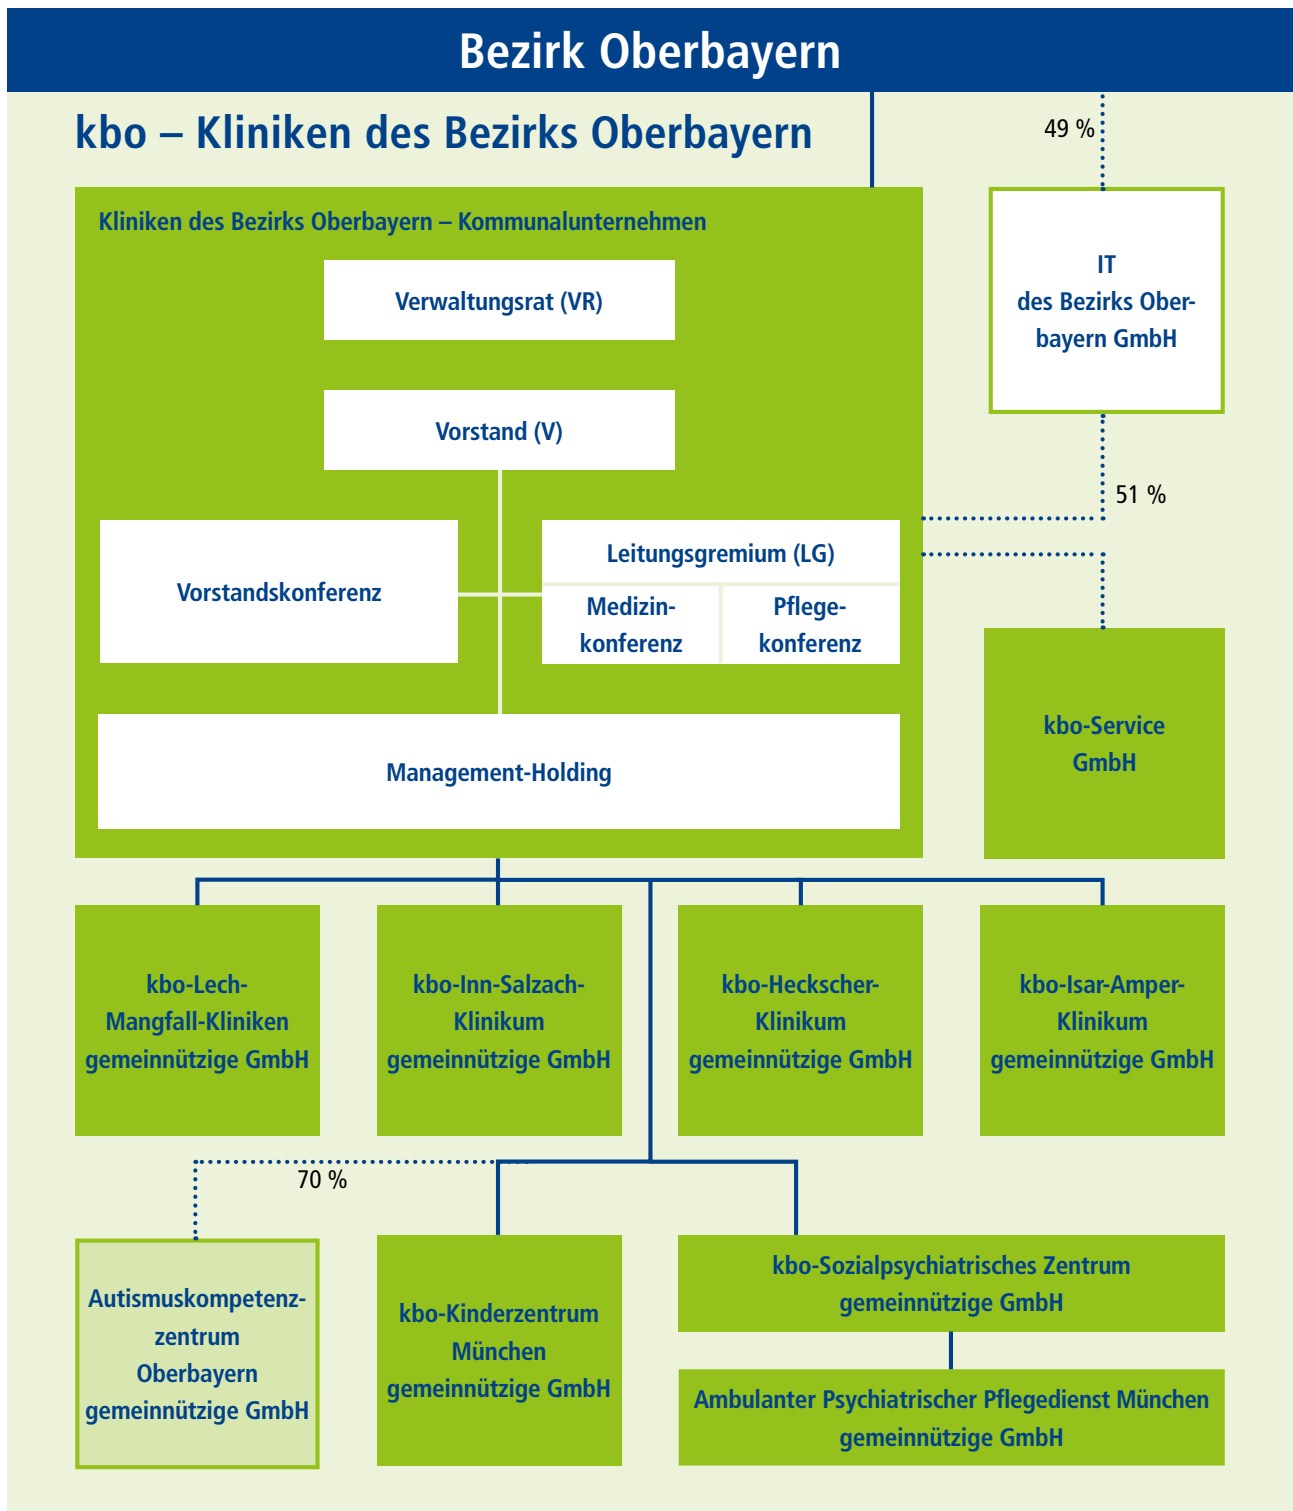 Bezirk Oberbayern
kbo – Kliniken des Bezirks Oberbayern
49 %
Kliniken des Bezirks Oberbayern – Kommunalunternehmen
Verwaltungsrat (VR)
IT
des Bezirks Ober-
bayern GmbH
Vorstand (V)
51 %
Vorstandskonferenz
Leitungsgremium (LG)
Medizin-
konferenz
Pflege-
konferenz
kbo-Service
GmbH
Management-Holding
kbo-Lech-
Mangfall-Kliniken
gemeinnützige GmbH
kbo-Inn-Salzach-
Klinikum
gemeinnützige GmbH
kbo-Heckscher-
Klinikum
gemeinnützige GmbH
kbo-Isar-Amper-
Klinikum
gemeinnützige GmbH
70 %
Autismuskompetenz-
zentrum
Oberbayern
gemeinnützige GmbH
kbo-Kinderzentrum
München
gemeinnützige GmbH
kbo-Sozialpsychiatrisches Zentrum
gemeinnützige GmbH
Ambulanter Psychiatrischer Pflegedienst München
gemeinnützige GmbH